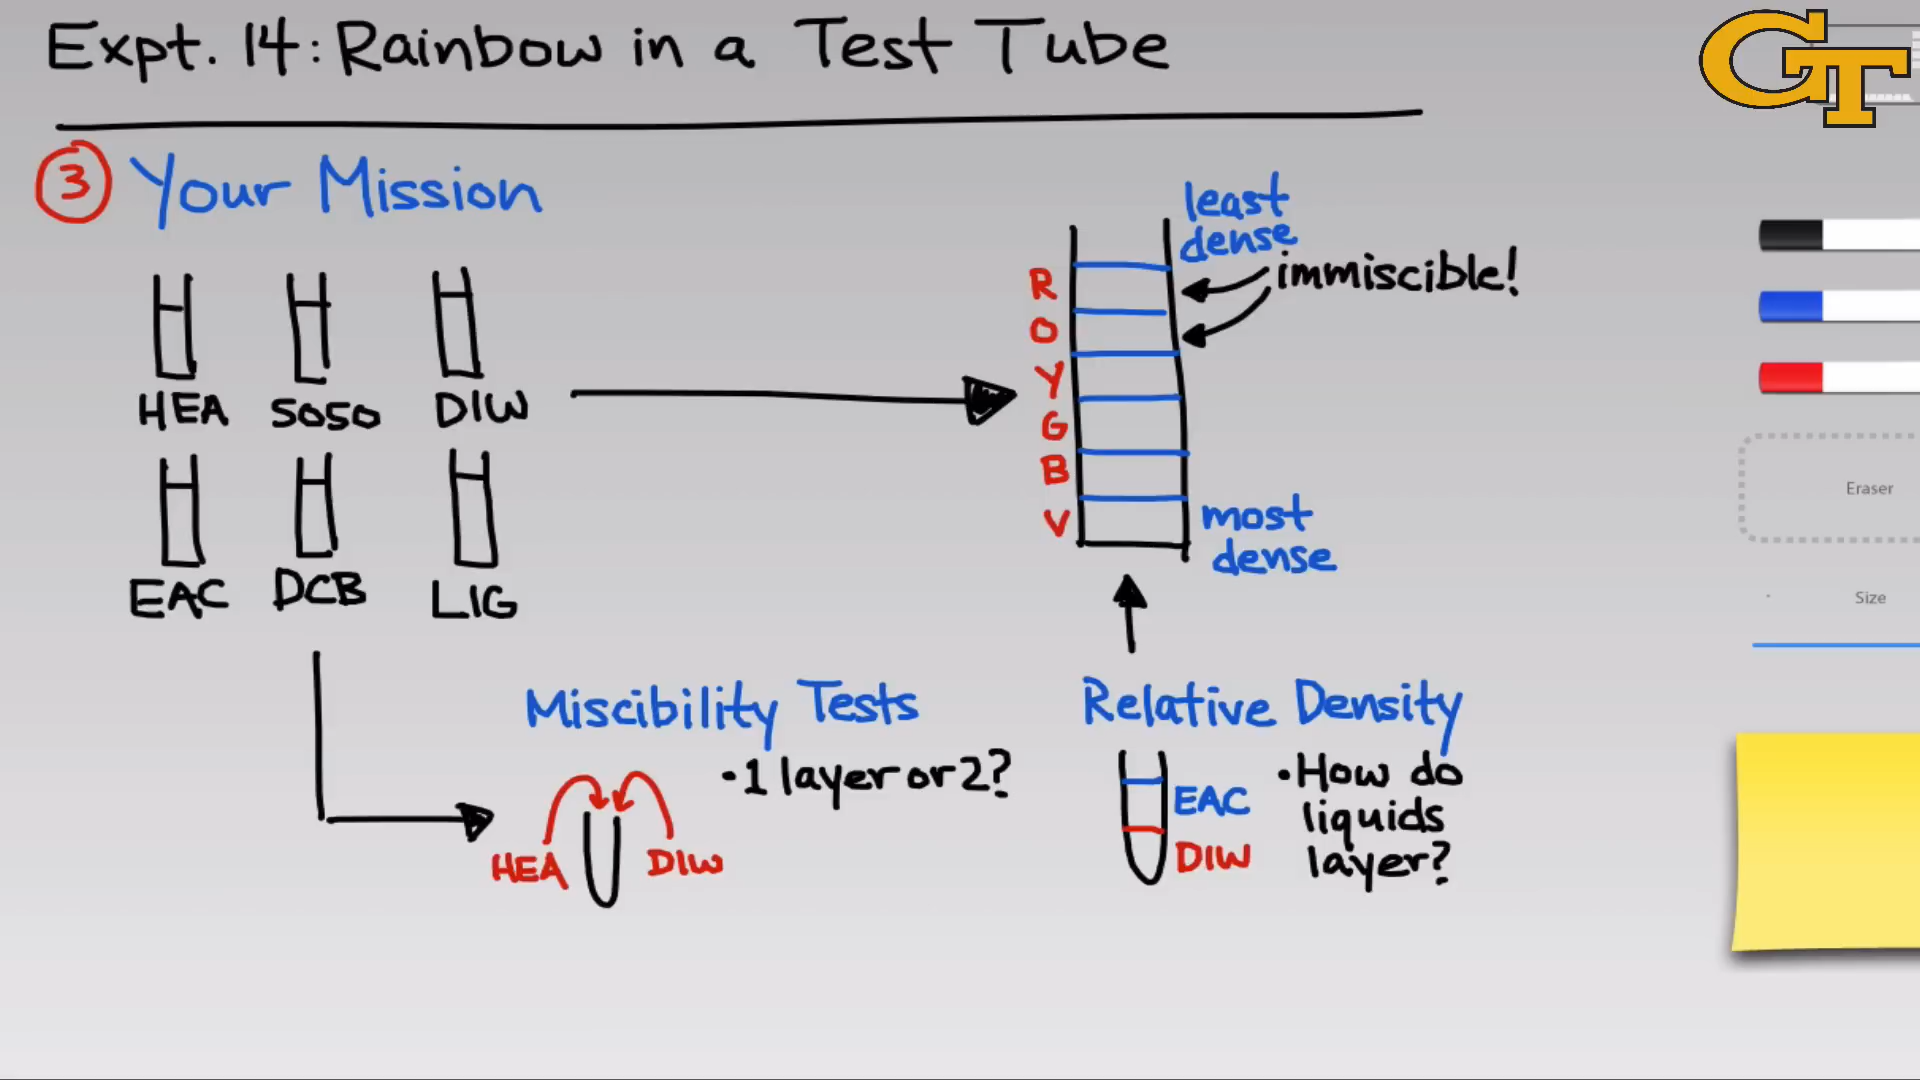 Expt. 14: Rainbow in a Test Tube
GT
3 Your Mission
HEA 5050 DIW
EAC DCB LIG
least
dense
immiscible!
R
O
Y
G
B
V
most
dense
Miscibility Tests
• 1 layer or 2?
HEA DIW
Relative Density
EAC
DIW
• How do
liquids
layer?
Eraser
Size